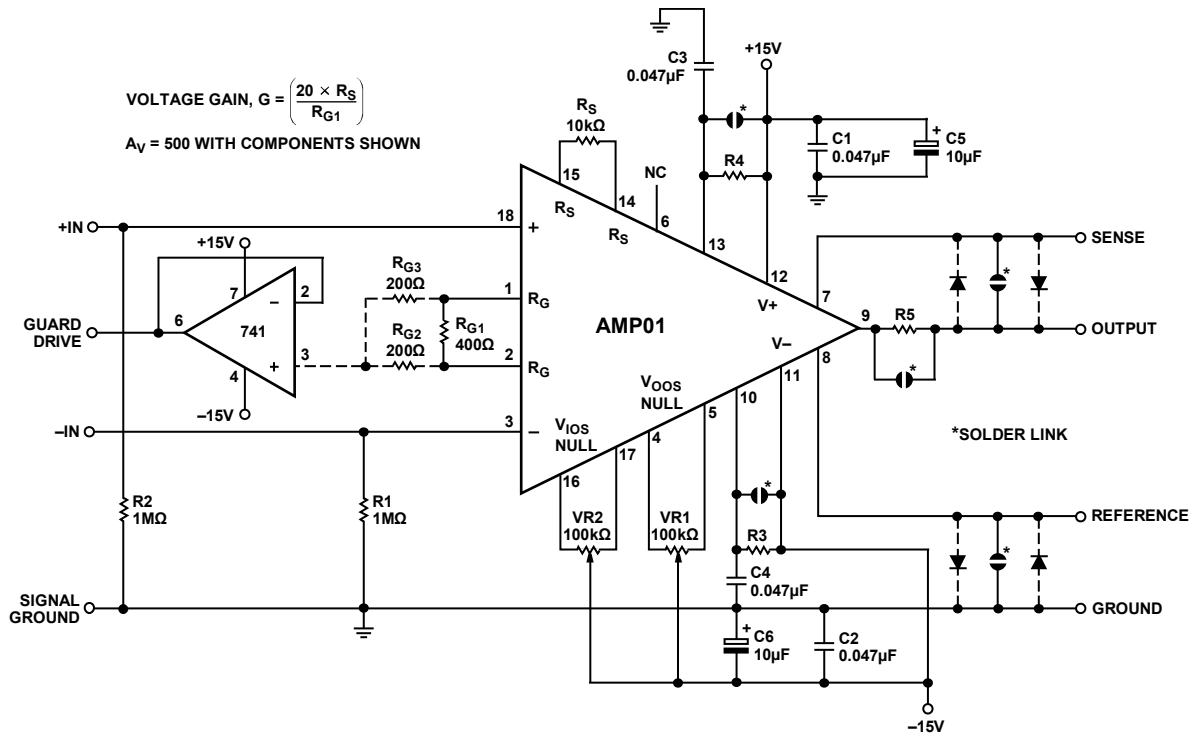 VOLTAGE GAIN, G = (20 × RS / RG1)
AV = 500 WITH COMPONENTS SHOWN
C3
0.047µF
+15V
*
C1
0.047µF
+
C5
10µF
RS
10kΩ
R4
15
14
NC
6
13
12
RS
RS
+IN
18
+
+15V
7
2
–
RG3
200Ω
1
RG
RG1
400Ω
GUARD
DRIVE
6
741
RG2
200Ω
3
+
2
RG
4
–15V
AMP01
V+
V–
7
9
8
R5
*
SENSE
*
OUTPUT
–IN
3
–
VIOS
NULL
VOOS
NULL
10
11
5
4
17
16
*SOLDER LINK
R2
1MΩ
R1
1MΩ
VR2
100kΩ
VR1
100kΩ
*
R3
C4
0.047µF
REFERENCE
*
SIGNAL
GROUND
GROUND
+
C6
10µF
C2
0.047µF
–15V